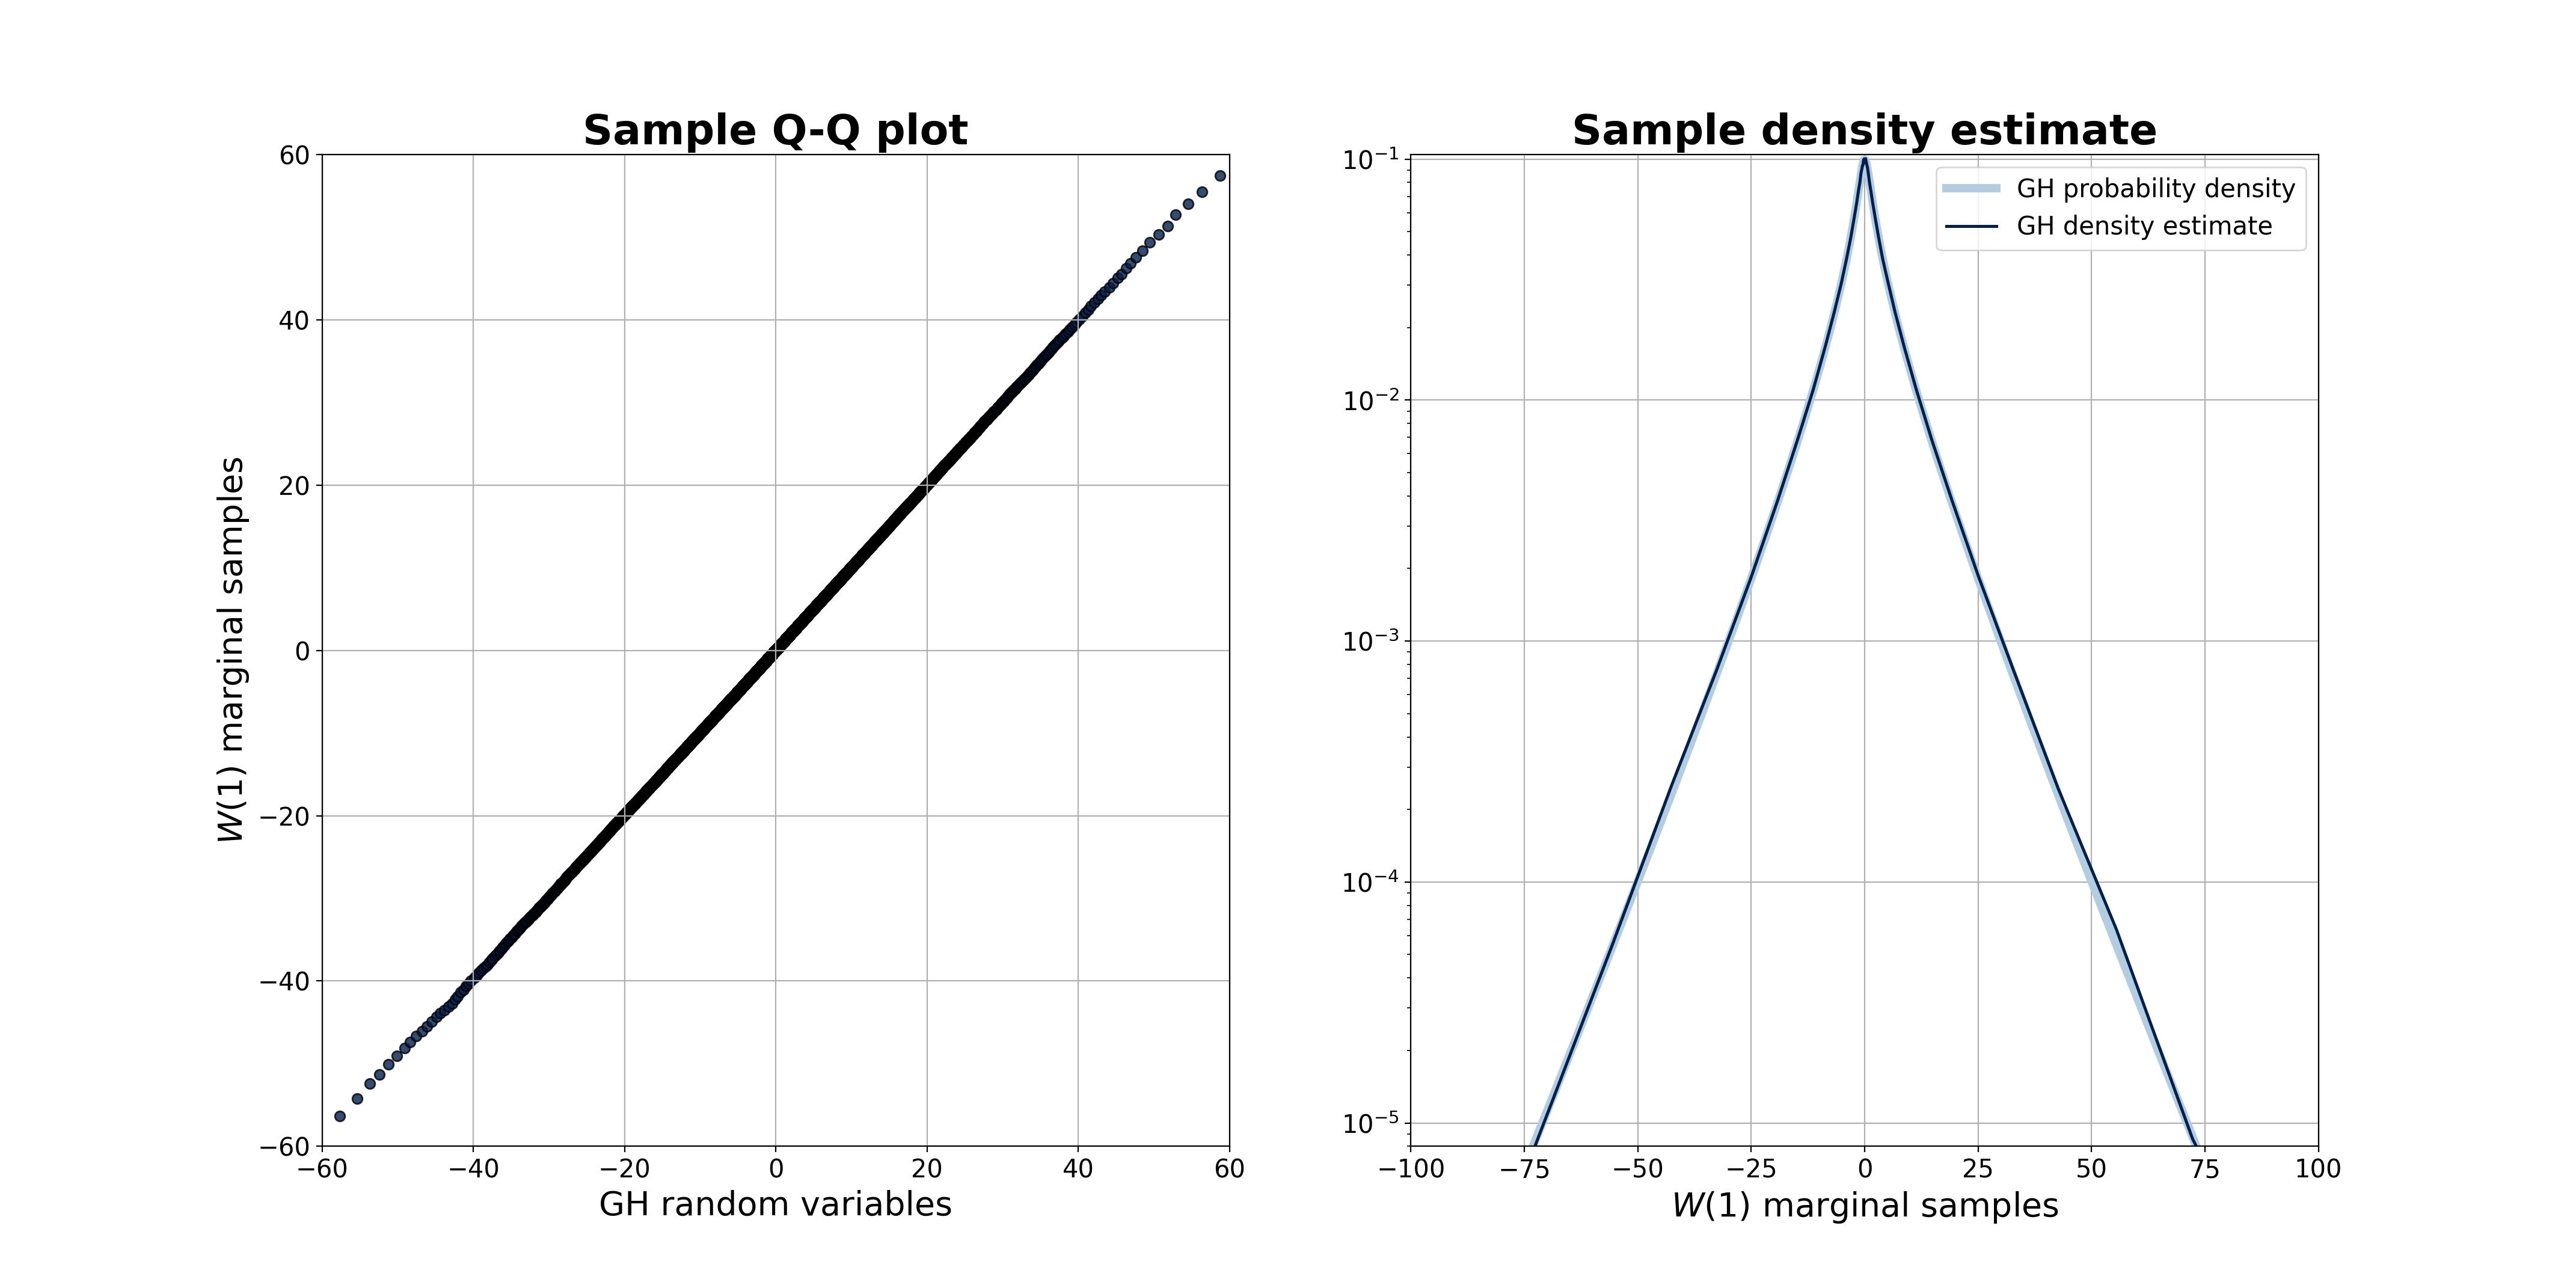 Sample Q-Q plot
60
40
20
0
−20
−40
−60
−60 −40 −20 0 20 40 60
W(1) marginal samples
GH random variables
Sample density estimate
GH probability density
GH density estimate
10⁻¹
10⁻²
10⁻³
10⁻⁴
10⁻⁵
−100 −75 −50 −25 0 25 50 75 100
W(1) marginal samples